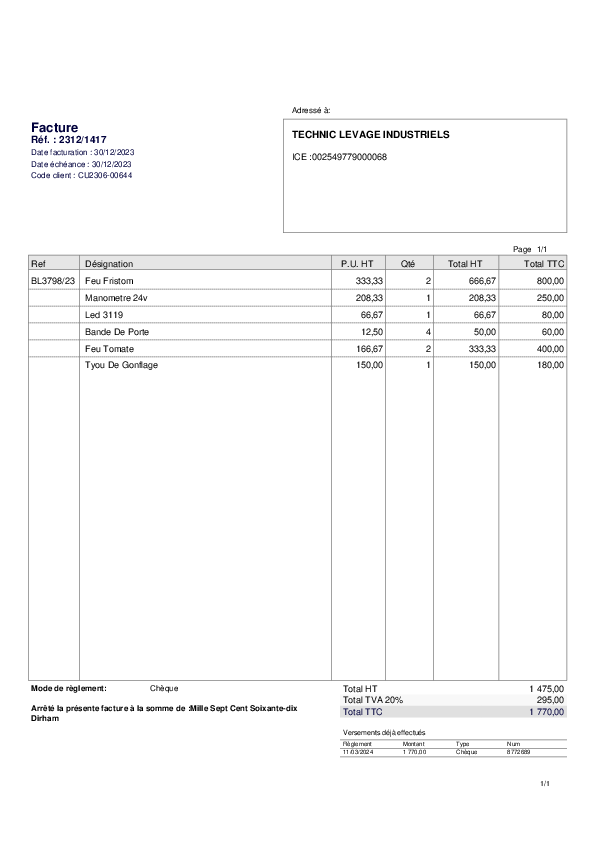 Adressé à:
Facture
Réf. : 2312/1417
Date facturation : 30/12/2023
Date échéance : 30/12/2023
Code client : CU2306-00644
TECHNIC LEVAGE INDUSTRIELS
ICE :002549779000068
Page 1/1
Ref Désignation P.U. HT Qté Total HT Total TTC
BL3798/23 Feu Fristom 333,33 2 666,67 800,00
Manometre 24v 208,33 1 208,33 250,00
Led 3119 66,67 1 66,67 80,00
Bande De Porte 12,50 4 50,00 60,00
Feu Tomate 166,67 2 333,33 400,00
Tyou De Gonflage 150,00 1 150,00 180,00
Mode de règlement: Chèque
Total HT 1 475,00
Total TVA 20% 295,00
Total TTC 1 770,00
Arrêté la présente facture à la somme de :Mille Sept Cent Soixante-dix
Dirham
Versements déjà effectués
Règlement Montant Type Num
11/03/2024 1 770,00 Chèque 8772689
1/1